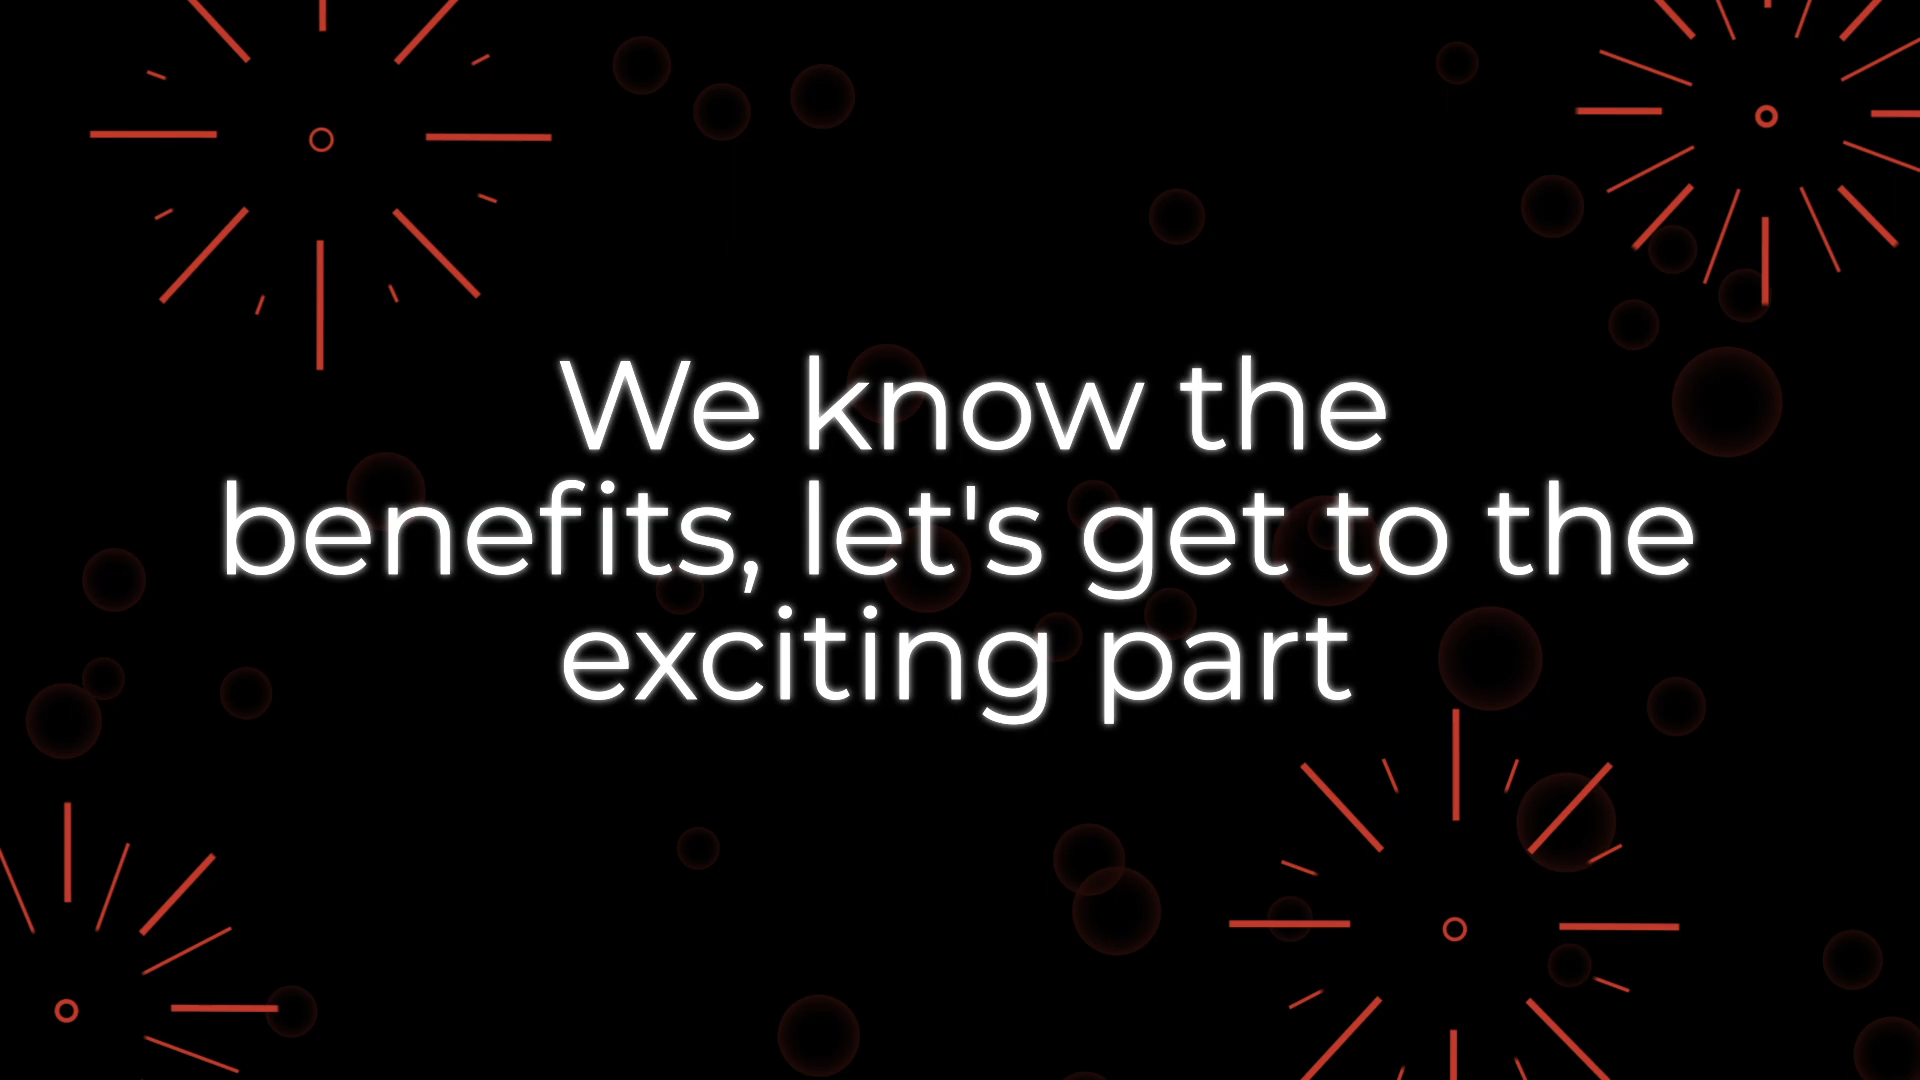 We know the
benefits, let's get to the
exciting part